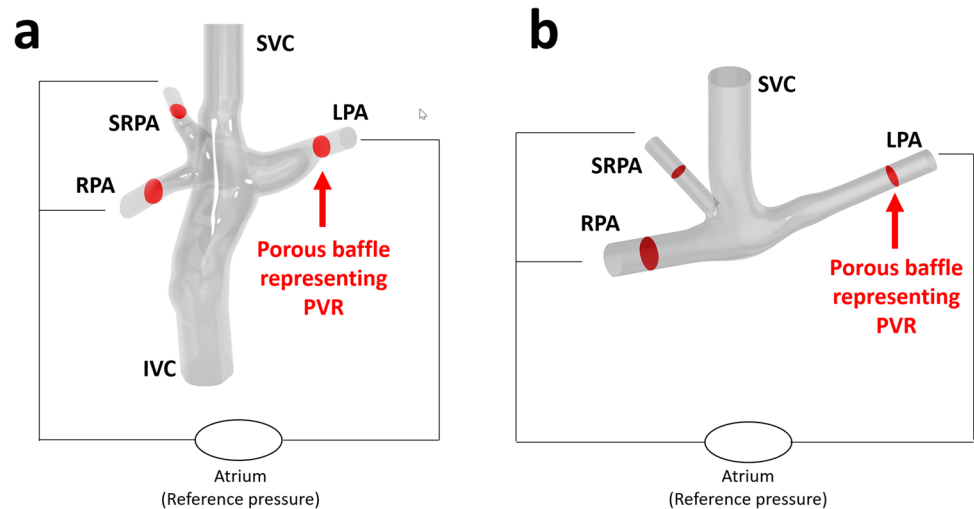 a
SVC
SRPA
LPA
RPA
Porous baffle
representing
PVR
IVC
Atrium
(Reference pressure)
b
SVC
LPA
SRPA
RPA
Porous baffle
representing
PVR
Atrium
(Reference pressure)